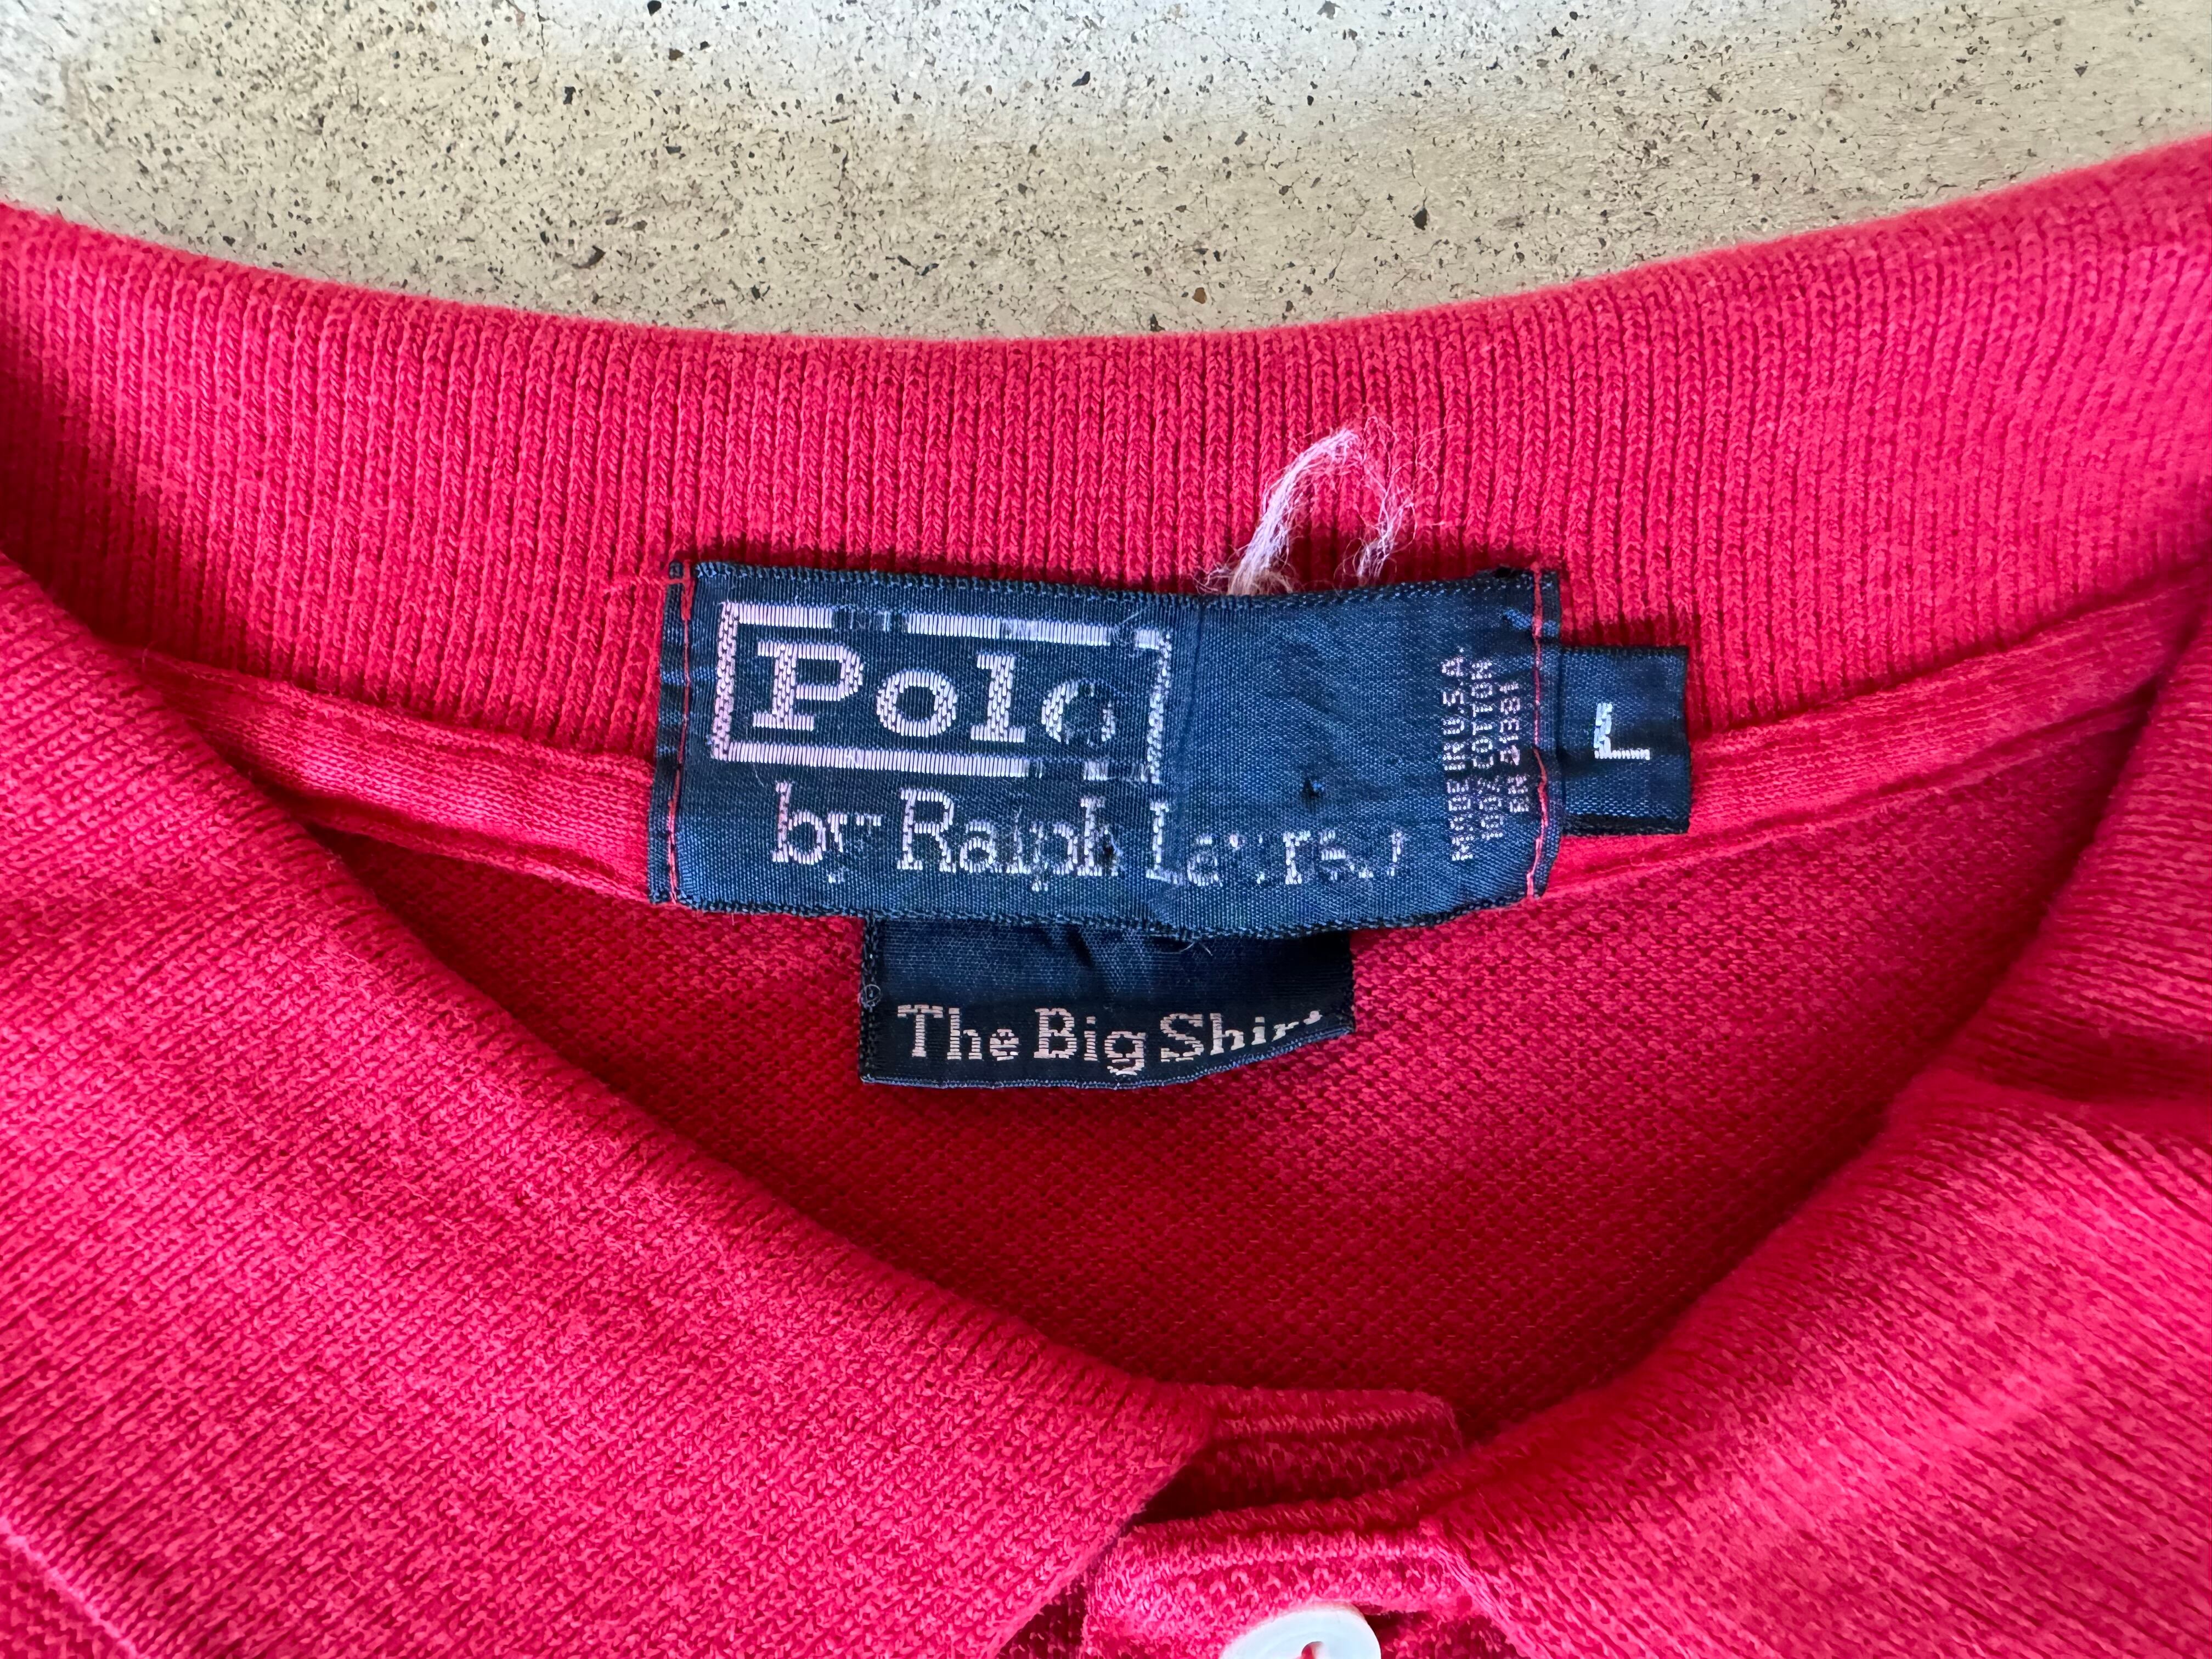 Polo
by Ralph Lauren
MADE IN U.S.A.
100% COTTON
RN 41381
L
The Big Shirt